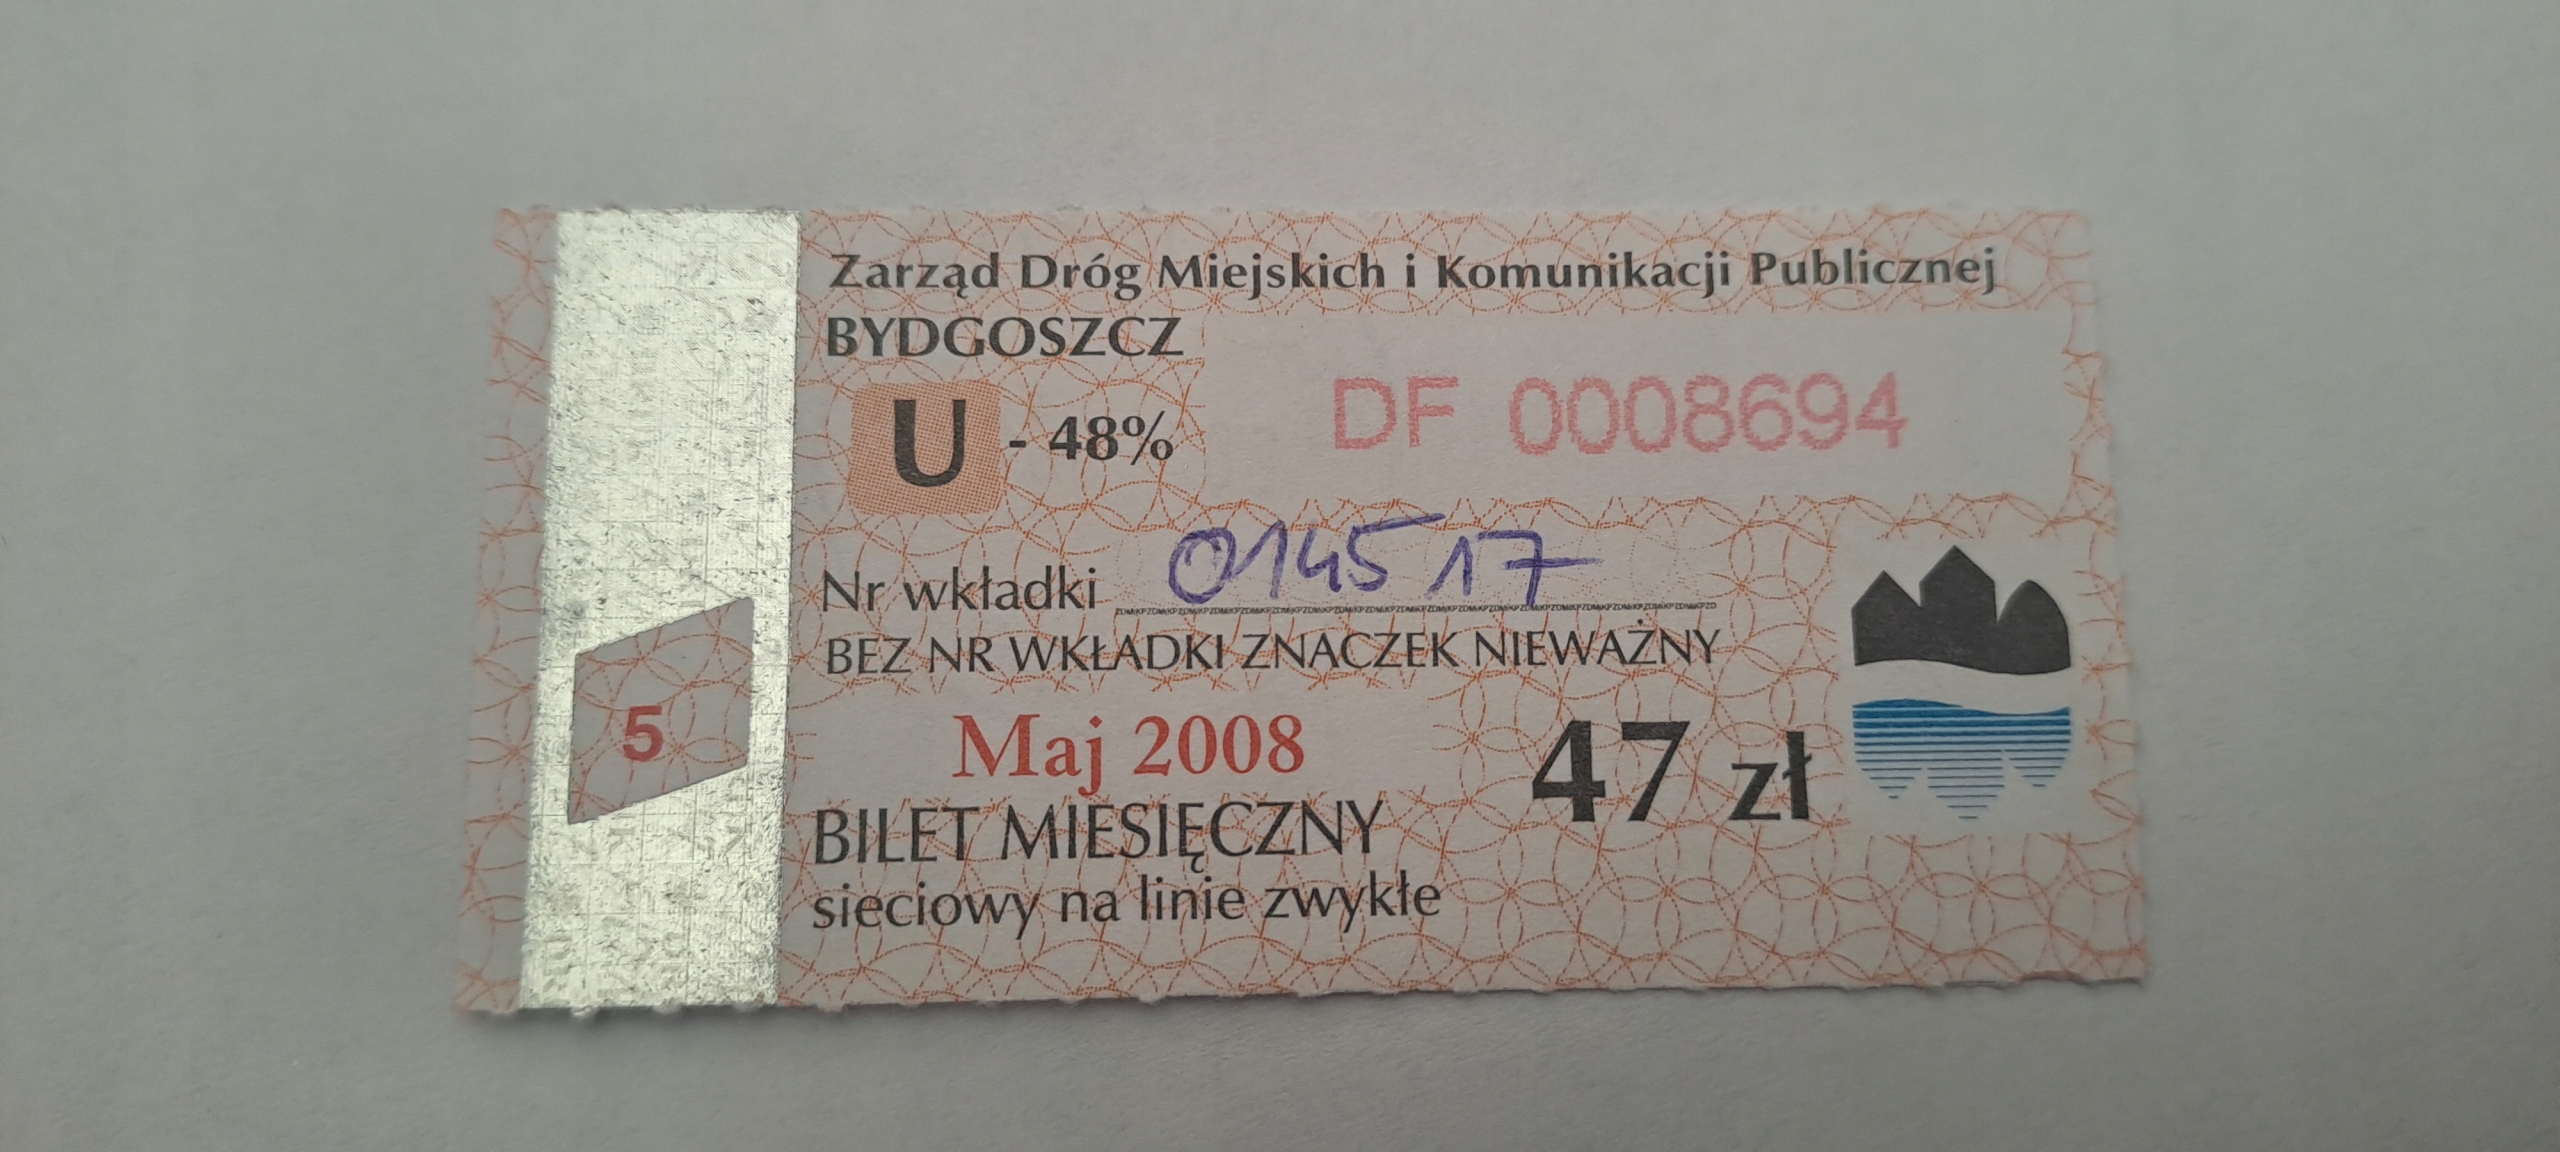 Zarząd Dróg Miejskich i Komunikacji Publicznej
BYDGOSZCZ
U - 48%
DF 0008694
Nr wkładki 014517
BEZ NR WKŁADKI ZNACZEK NIEWAŻNY
5
Maj 2008
47 zł
BILET MIESIĘCZNY
sieciowy na linie zwykłe